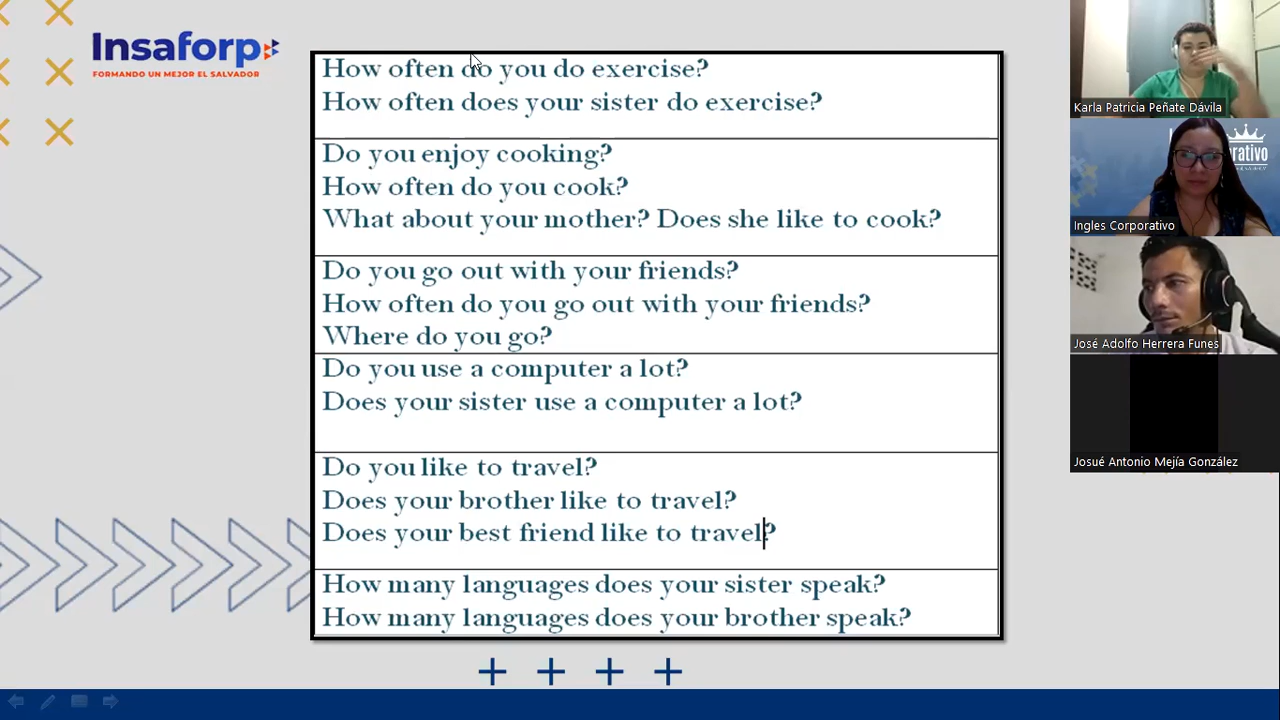 Insaforp
FORMANDO UN MEJOR EL SALVADOR
How often do you do exercise?
How often does your sister do exercise?
Do you enjoy cooking?
How often do you cook?
What about your mother? Does she like to cook?
Do you go out with your friends?
How often do you go out with your friends?
Where do you go?
Do you use a computer a lot?
Does your sister use a computer a lot?
Do you like to travel?
Does your brother like to travel?
Does your best friend like to travel?
How many languages does your sister speak?
How many languages does your brother speak?
Karla Patricia Peñate Dávila
Ingles Corporativo
José Adolfo Herrera Funes
Josué Antonio Mejía González